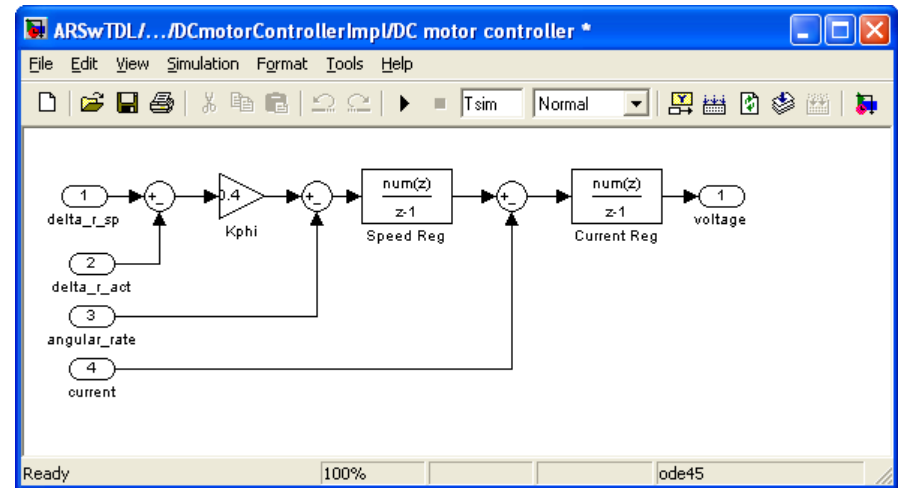 ARSwTDL/.../DCmotorControllerImpl/DC motor controller *
File Edit View Simulation Format Tools Help
Tsim Normal
1 + - 0.4 + - num(z) + - num(z) 1
z-1 z-1
delta_r_sp Kphi Speed Reg Current Reg voltage
2
delta_r_act
3
angular_rate
4
current
Ready 100% ode45